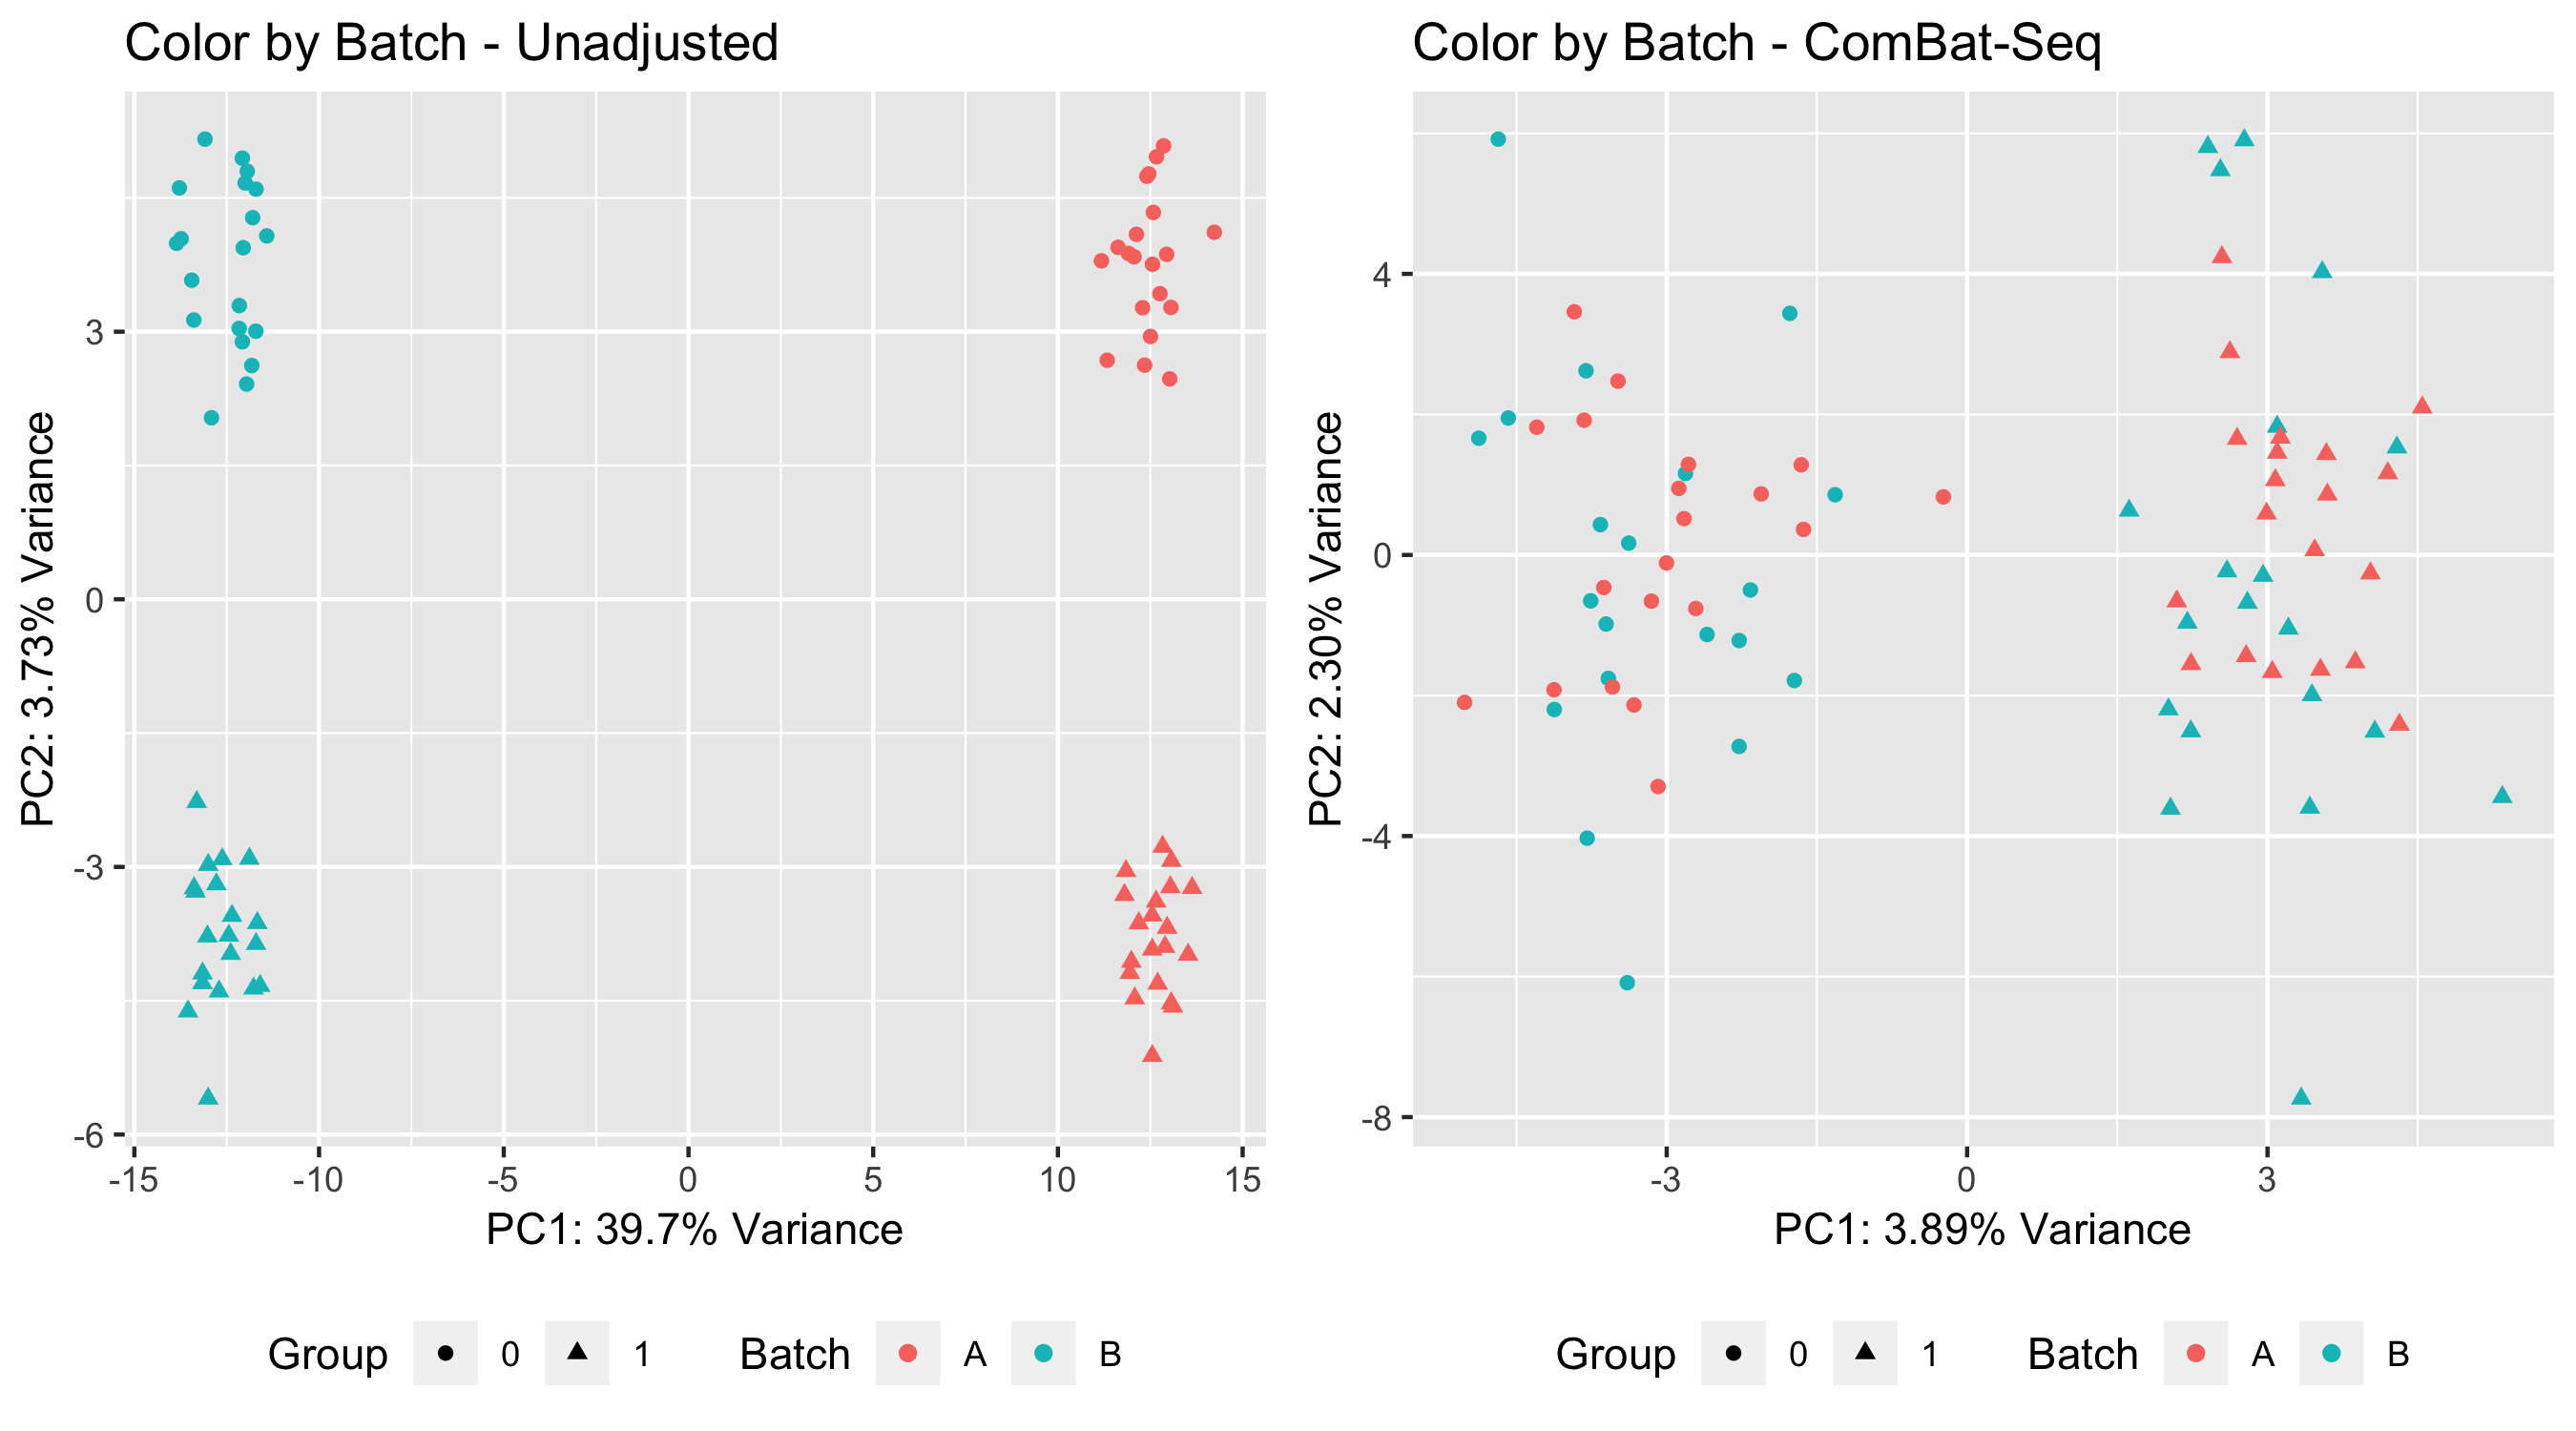 Color by Batch - Unadjusted
PC2: 3.73% Variance
3
0
-3
-6
-15 -10 -5 0 5 10 15
PC1: 39.7% Variance
Group 0 1 Batch A B
Color by Batch - ComBat-Seq
PC2: 2.30% Variance
4
0
-4
-8
-3 0 3
PC1: 3.89% Variance
Group 0 1 Batch A B